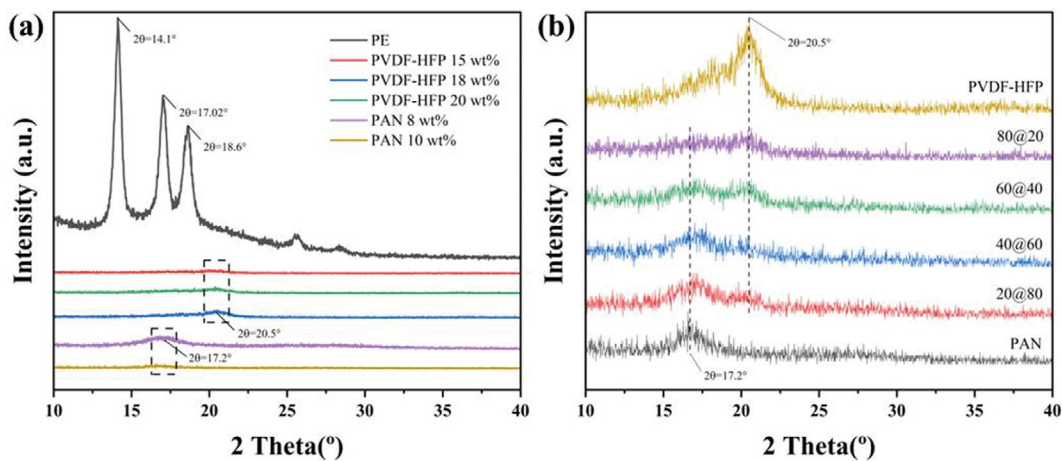 (a)
2θ=14.1°
2θ=17.02°
2θ=18.6°
PE
PVDF-HFP 15 wt%
PVDF-HFP 18 wt%
PVDF-HFP 20 wt%
PAN 8 wt%
PAN 10 wt%
2θ=20.5°
2θ=17.2°
Intensity (a.u.)
10 15 20 25 30 35 40
2 Theta(º)
(b)
2θ=20.5°
PVDF-HFP
80@20
60@40
40@60
20@80
PAN
2θ=17.2°
Intensity (a.u.)
10 15 20 25 30 35 40
2 Theta(º)